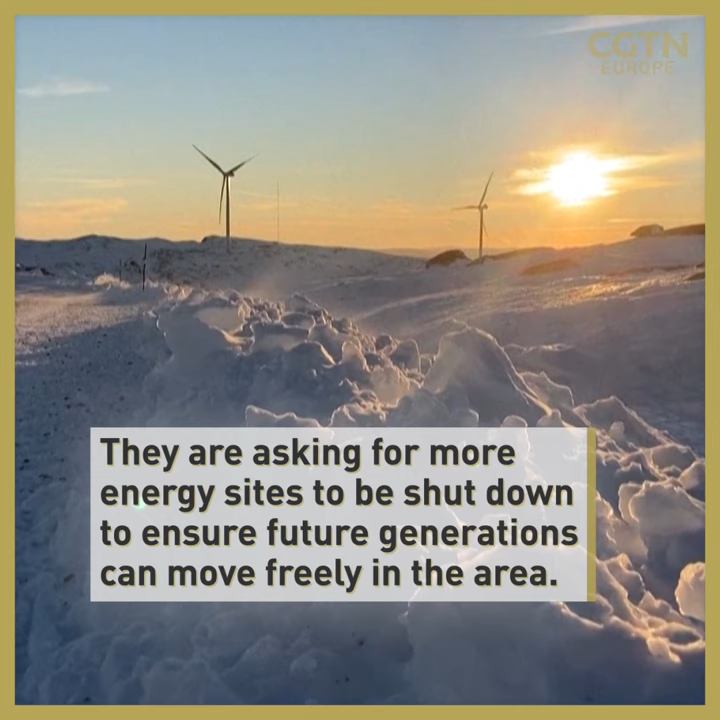 CGTN
EUROPE
They are asking for more
energy sites to be shut down
to ensure future generations
can move freely in the area.